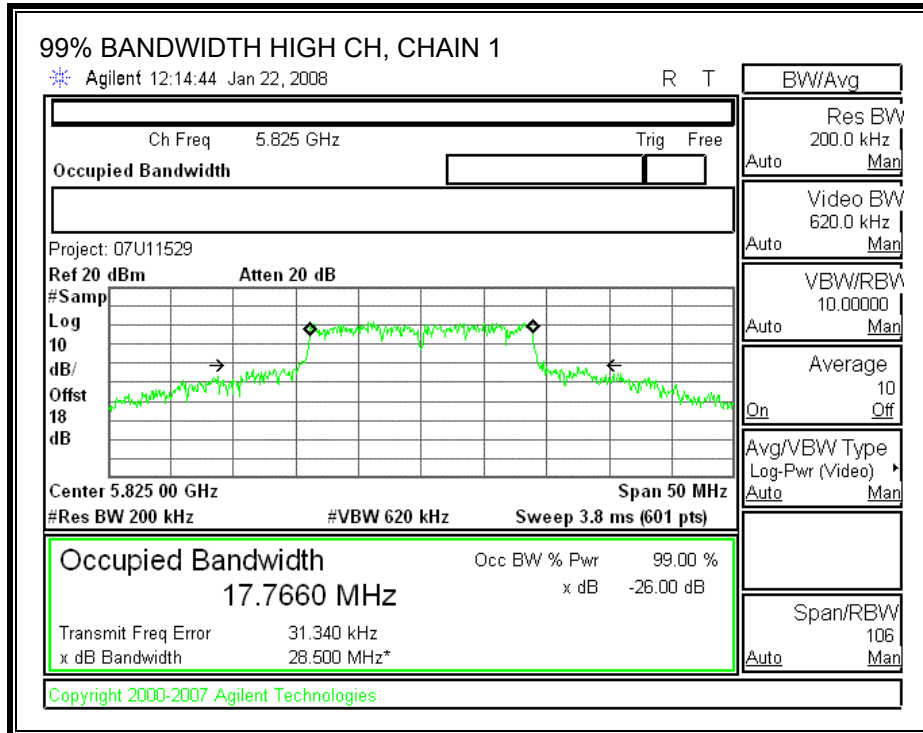 99% BANDWIDTH HIGH CH, CHAIN 1
Agilent 12:14:44 Jan 22, 2008 R T
Ch Freq 5.825 GHz Trig Free
Occupied Bandwidth
Project: 07U11529
Ref 20 dBm Atten 20 dB
#Samp
Log
10
dB/
Offst
18
dB
Center 5.825 00 GHz Span 50 MHz
#Res BW 200 kHz #VBW 620 kHz Sweep 3.8 ms (601 pts)
Occupied Bandwidth Occ BW % Pwr 99.00 %
17.7660 MHz x dB -26.00 dB
Transmit Freq Error 31.340 kHz
x dB Bandwidth 28.500 MHz*
Copyright 2000-2007 Agilent Technologies
BW/Avg
Res BW
200.0 kHz
Auto Man
Video BW
620.0 kHz
Auto Man
VBW/RBW
10.00000
Auto Man
Average
10
On Off
Avg/VBW Type
Log-Pwr (Video)
Auto Man
Span/RBW
106
Auto Man